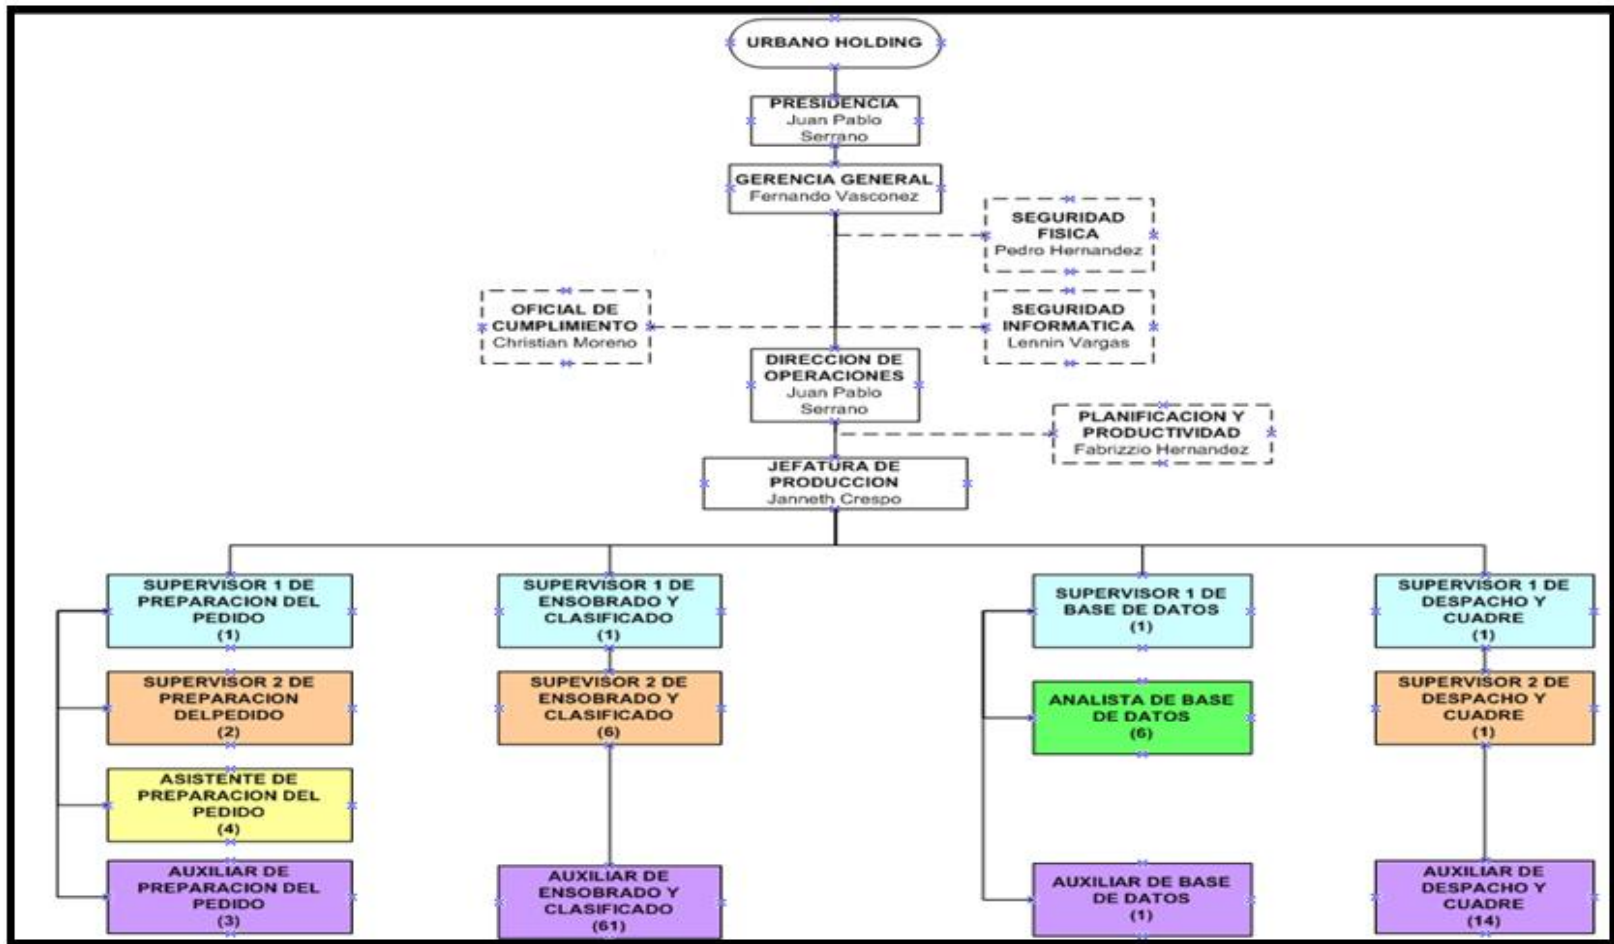 URBANO HOLDING
PRESIDENCIA
Juan Pablo
Serrano
GERENCIA GENERAL
Fernando Vasconez
SEGURIDAD
FISICA
Pedro Hernandez
OFICIAL DE
CUMPLIMIENTO
Christian Moreno
SEGURIDAD
INFORMATICA
Lennin Vargas
DIRECCION DE
OPERACIONES
Juan Pablo
Serrano
PLANIFICACION Y
PRODUCTIVIDAD
Fabrizzio Hernandez
JEFATURA DE
PRODUCCION
Janneth Crespo
SUPERVISOR 1 DE
PREPARACION DEL
PEDIDO
(1)
SUPERVISOR 1 DE
ENSOBRADO Y
CLASIFICADO
(1)
SUPERVISOR 1 DE
BASE DE DATOS
(1)
SUPERVISOR 1 DE
DESPACHO Y
CUADRE
(1)
SUPERVISOR 2 DE
PREPARACION
DELPEDIDO
(2)
SUPEVISOR 2 DE
ENSOBRADO Y
CLASIFICADO
(6)
ANALISTA DE BASE
DE DATOS
(6)
SUPERVISOR 2 DE
DESPACHO Y
CUADRE
(1)
ASISTENTE DE
PREPARACION DEL
PEDIDO
(4)
AUXILIAR DE
PREPARACION DEL
PEDIDO
(3)
AUXILIAR DE
ENSOBRADO Y
CLASIFICADO
(61)
AUXILIAR DE BASE
DE DATOS
(1)
AUXILIAR DE
DESPACHO Y
CUADRE
(14)